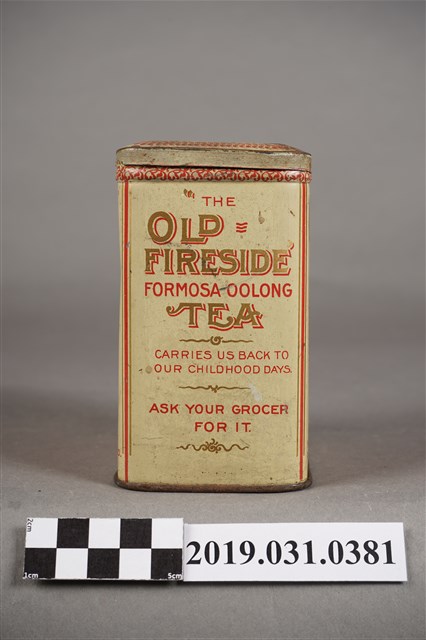 THE
OLD
FIRESIDE
FORMOSA-OOLONG
TEA
CARRIES US BACK TO
OUR CHILDHOOD DAYS.
ASK YOUR GROCER
FOR IT.
2cm
1cm 5cm
2019.031.0381